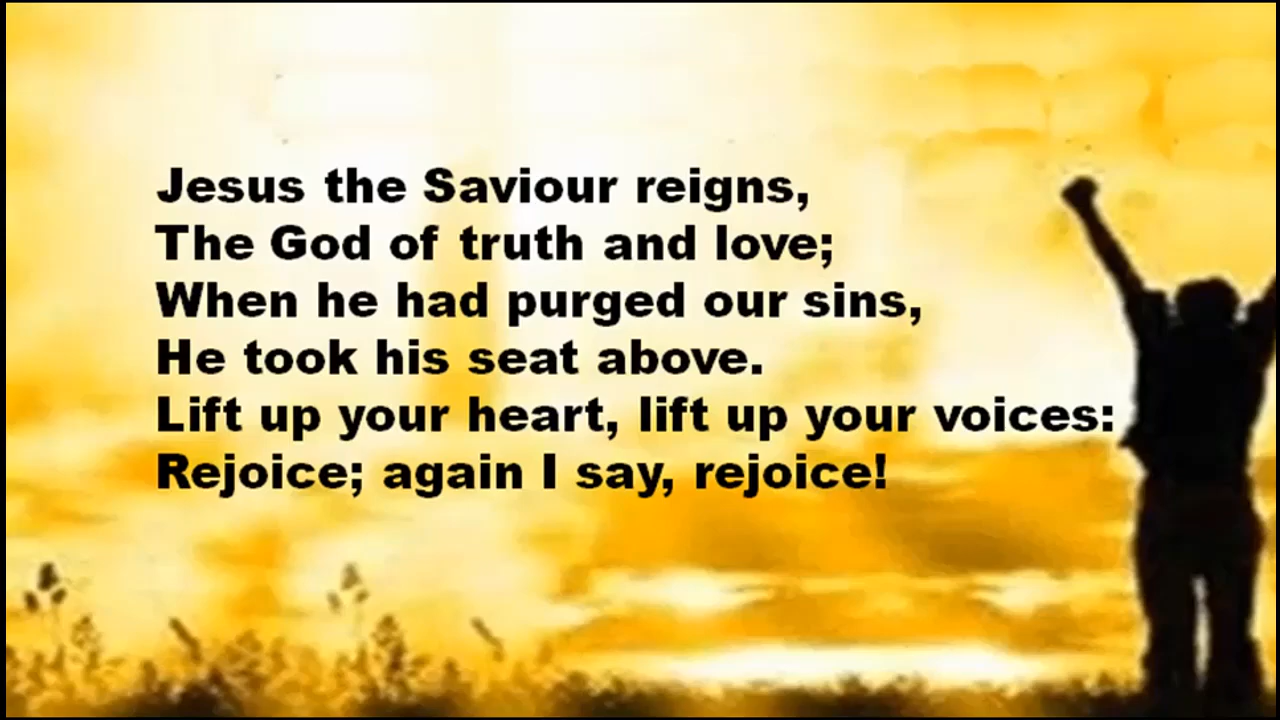 Jesus the Saviour reigns,
The God of truth and love;
When he had purged our sins,
He took his seat above.
Lift up your heart, lift up your voices:
Rejoice; again I say, rejoice!